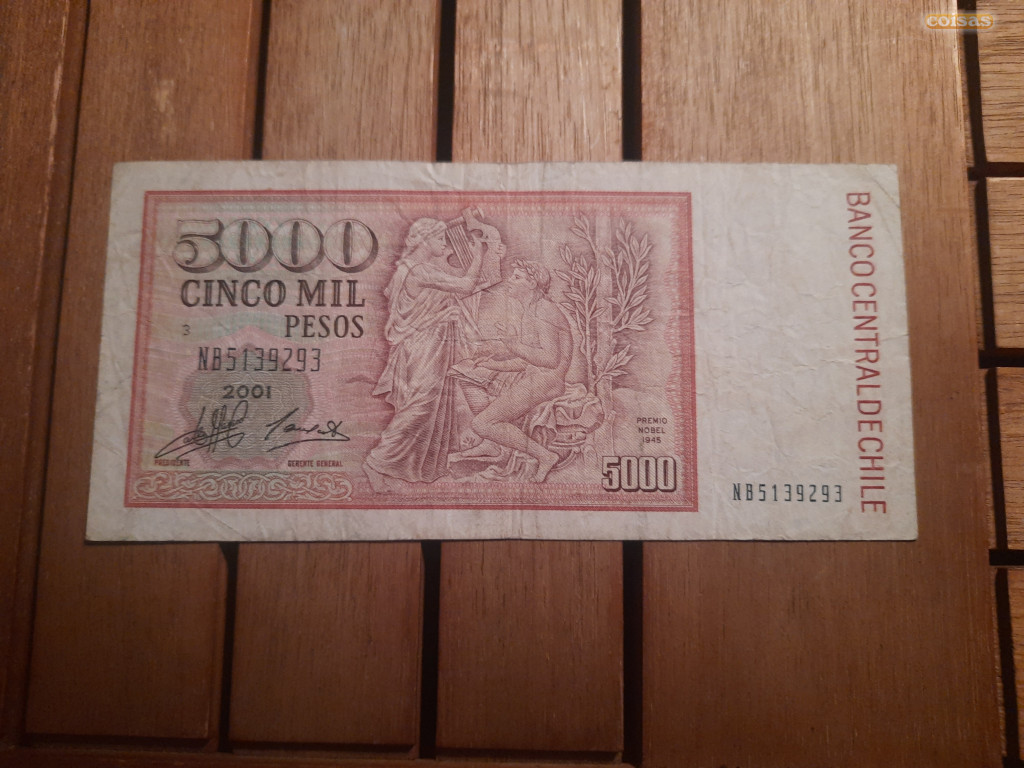 coisas
5000
CINCO MIL
PESOS
3
NB5139293
2001
PRESIDENTE
GERENTE GENERAL
PREMIO
NOBEL
1945
5000
NB5139293
BANCO CENTRAL DE CHILE